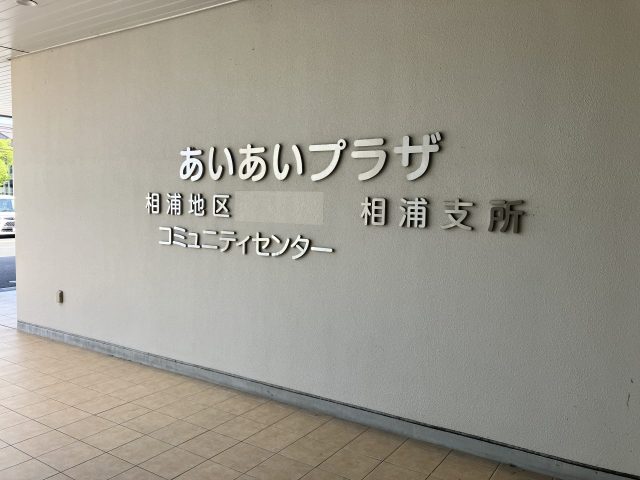 あいあいプラザ
相浦地区 相浦支所
コミュニティセンター